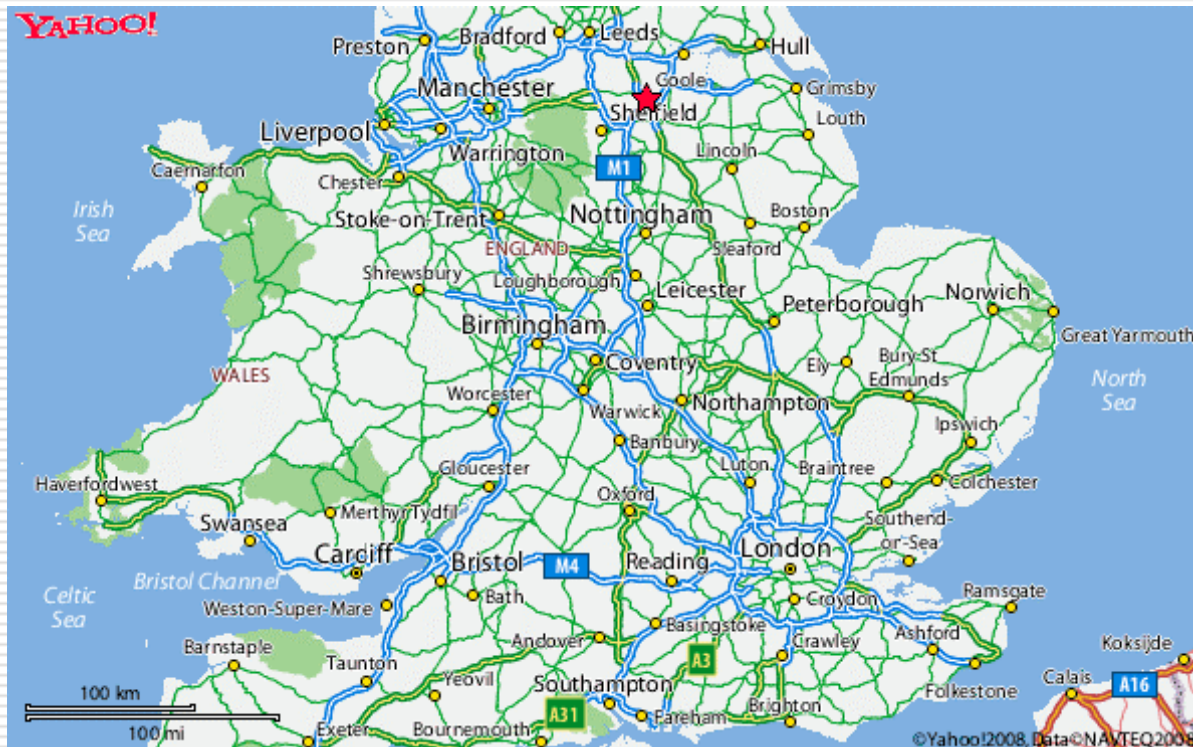 YAHOO!
Preston
Bradford
Leeds
Hull
Manchester
Goole
Grimsby
Sheffield
Louth
Liverpool
Warrington
Lincoln
Caernarfon
Chester
M1
Irish
Sea
Stoke-on-Trent
Nottingham
Boston
ENGLAND
Sleaford
Shrewsbury
Loughborough
Leicester
Peterborough
Norwich
Birmingham
Great Yarmouth
WALES
Coventry
Ely
Bury-St
Edmunds
North
Sea
Worcester
Warwick
Northampton
Banbury
Ipswich
Gloucester
Luton
Braintree
Haverfordwest
Oxford
Colchester
Merthyr Tydfil
Swansea
Southend-
on-Sea
Cardiff
Bristol
M4
Reading
London
Bristol Channel
Celtic
Sea
Weston-Super-Mare
Bath
Croydon
Ramsgate
Basingstoke
Andover
Crawley
Ashford
Barnstaple
Taunton
A3
Koksijde
Yeovil
Southampton
Folkestone
Calais
A16
100 km
A31
Fareham
Brighton
100 mi
Exeter
Bournemouth
©Yahoo!2008, Data©NAVTEQ2008